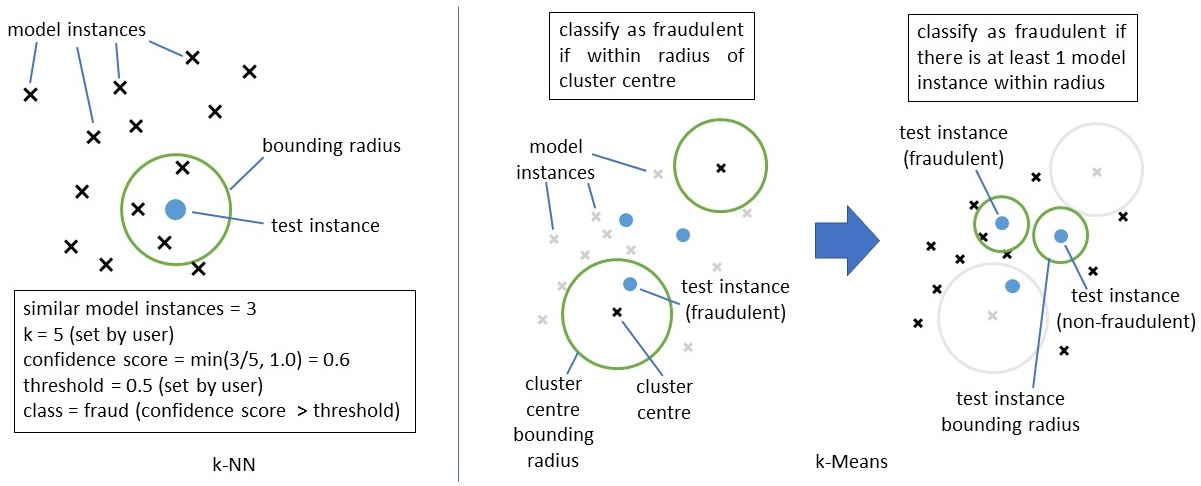 model instances
bounding radius
test instance
similar model instances = 3
k = 5 (set by user)
confidence score = min(3/5, 1.0) = 0.6
threshold = 0.5 (set by user)
class = fraud (confidence score > threshold)
k-NN
classify as fraudulent
if within radius of
cluster centre
model
instances
test instance
(fraudulent)
cluster
centre
bounding
radius
cluster
centre
classify as fraudulent if
there is at least 1 model
instance within radius
test instance
(fraudulent)
test instance
(non-fraudulent)
test instance
bounding radius
k-Means